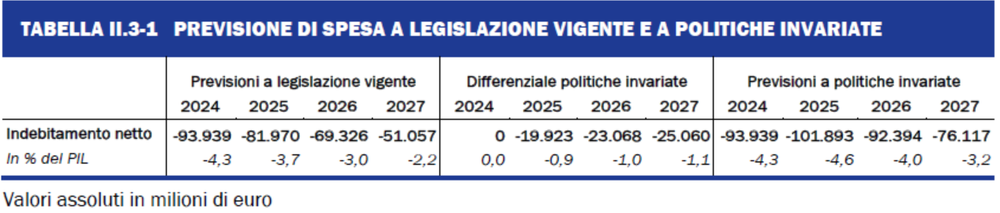 TABELLA II.3-1 PREVISIONE DI SPESA A LEGISLAZIONE VIGENTE E A POLITICHE INVARIATE
Previsioni a legislazione vigente Differenziale politiche invariate Previsioni a politiche invariate
2024 2025 2026 2027 2024 2025 2026 2027 2024 2025 2026 2027
Indebitamento netto -93.939 -81.970 -69.326 -51.057 0 -19.923 -23.068 -25.060 -93.939 -101.893 -92.394 -76.117
In % del PIL -4,3 -3,7 -3,0 -2,2 0,0 -0,9 -1,0 -1,1 -4,3 -4,6 -4,0 -3,2
Valori assoluti in milioni di euro